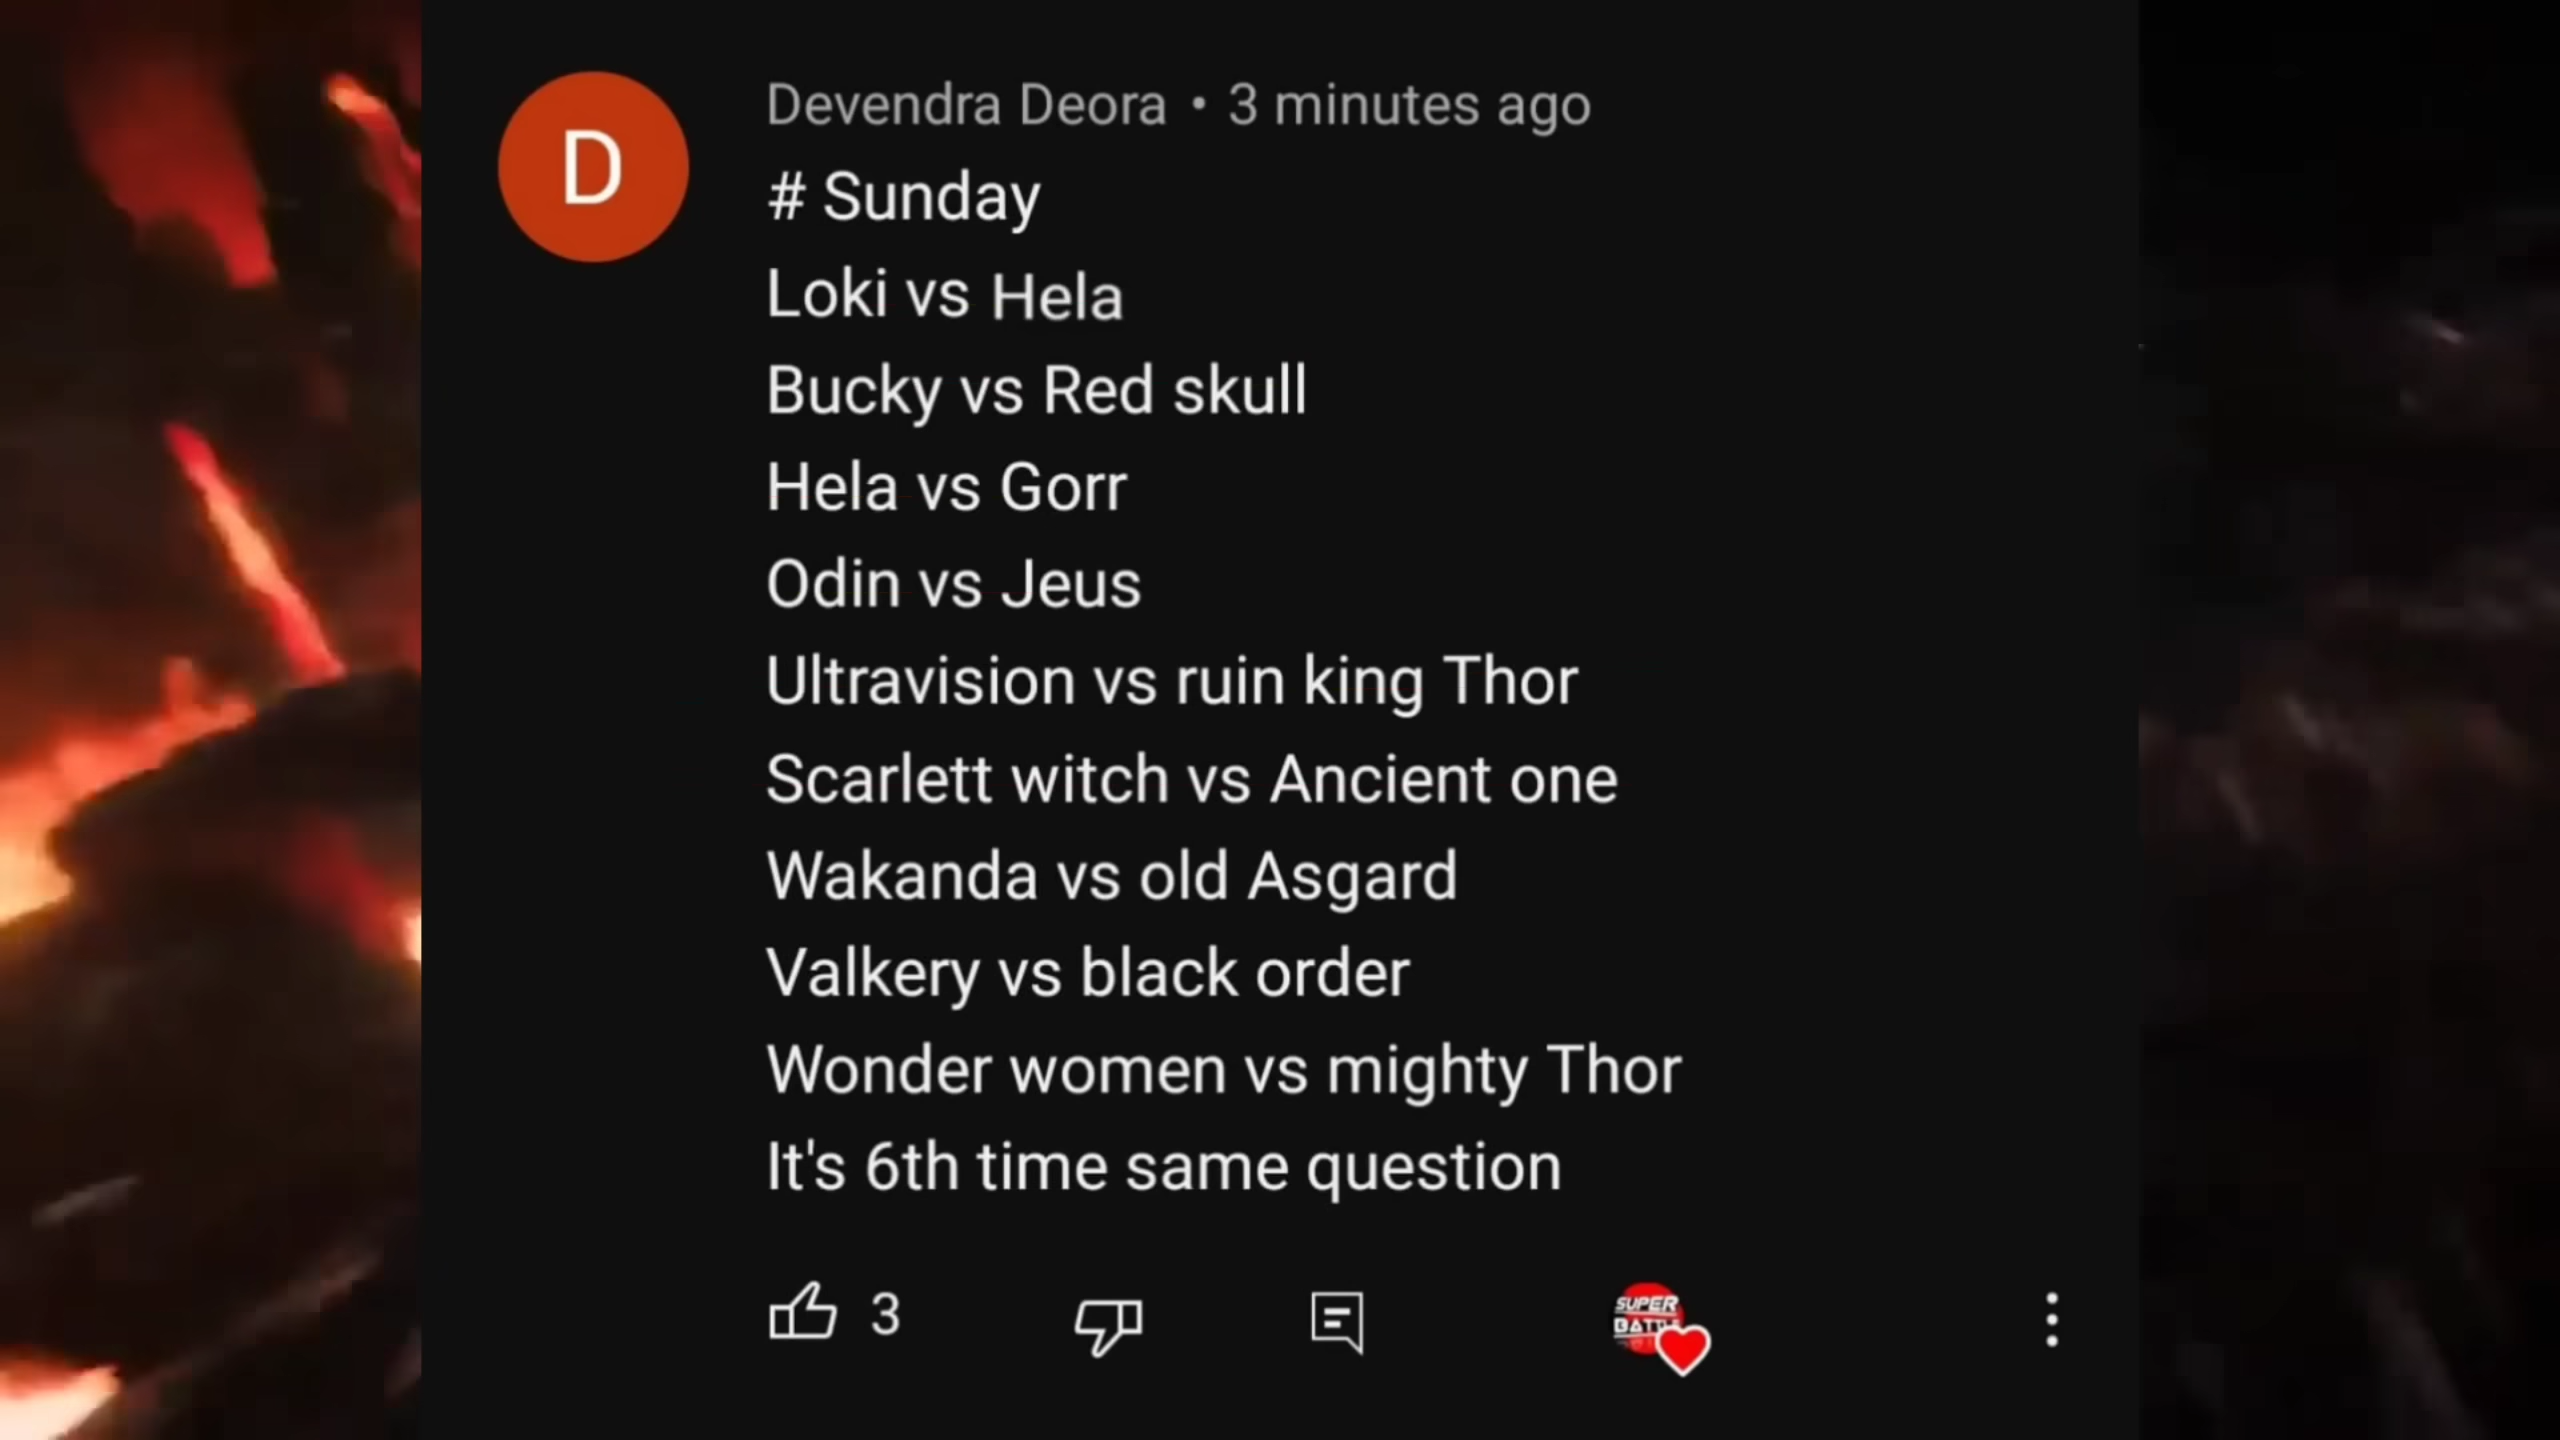 Devendra Deora • 3 minutes ago
# Sunday
Loki vs Hela
Bucky vs Red skull
Hela vs Gorr
Odin vs Jeus
Ultravision vs ruin king Thor
Scarlett witch vs Ancient one
Wakanda vs old Asgard
Valkery vs black order
Wonder women vs mighty Thor
It's 6th time same question
3
SUPER
BATTLE
D